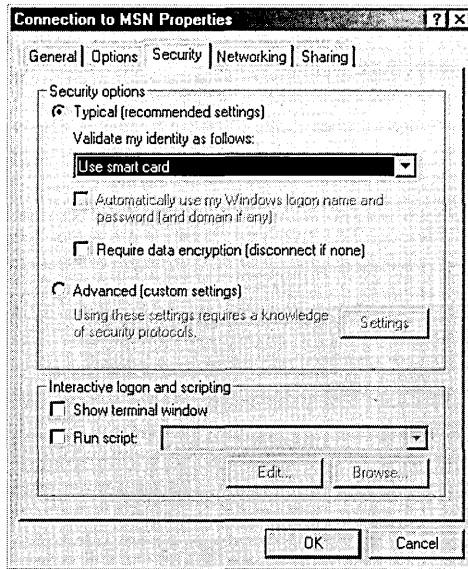 Connection to MSN Properties
General Options Security Networking Sharing
Security options
Typical (recommended settings)
Validate my identity as follows:
Use smart card
Automatically use my Windows logon name and
password (and domain if any)
Require data encryption (disconnect if none)
Advanced (custom settings)
Using these settings requires a knowledge
of security protocols.
Settings
Interactive logon and scripting
Show terminal window
Run script:
Edit... Browse...
OK Cancel